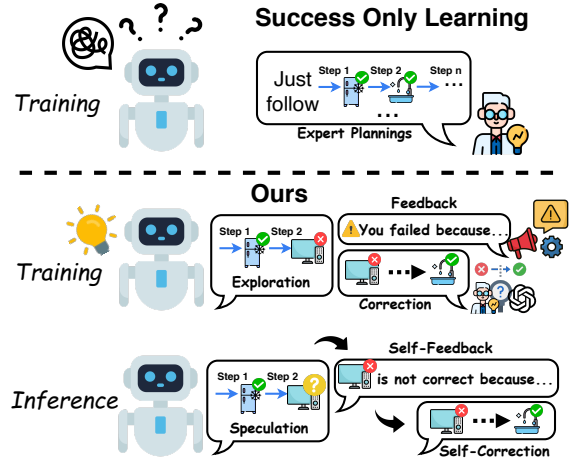 Success Only Learning
? ? ?
Training
Just follow
Step 1
Step 2
Step n
...
...
Expert Plannings
Ours
Training
Step 1
Step 2
Exploration
Feedback
You failed because...
Correction
?
Inference
Step 1
Step 2
?
Speculation
Self-Feedback
is not correct because...
Self-Correction